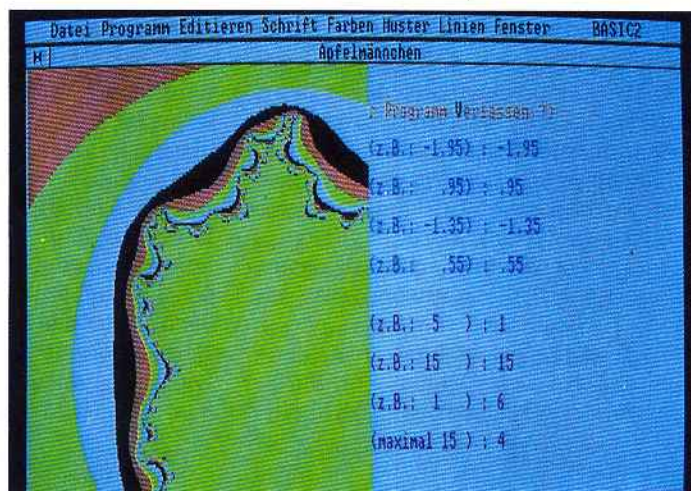 Datei Programm Editieren Schrift Farben Muster Linien Fenster BASIC2
Apfelmännchen
: Programm Verlassen *)
(z.B.: -1.95) : -1.95
(z.B.: .95) : .95
(z.B.: -1.35) : -1.35
(z.B.: .55) : .55
(z.B.: 5 ) : 1
(z.B.: 15 ) : 15
(z.B.: 1 ) : 6
(maximal 15 ) : 4